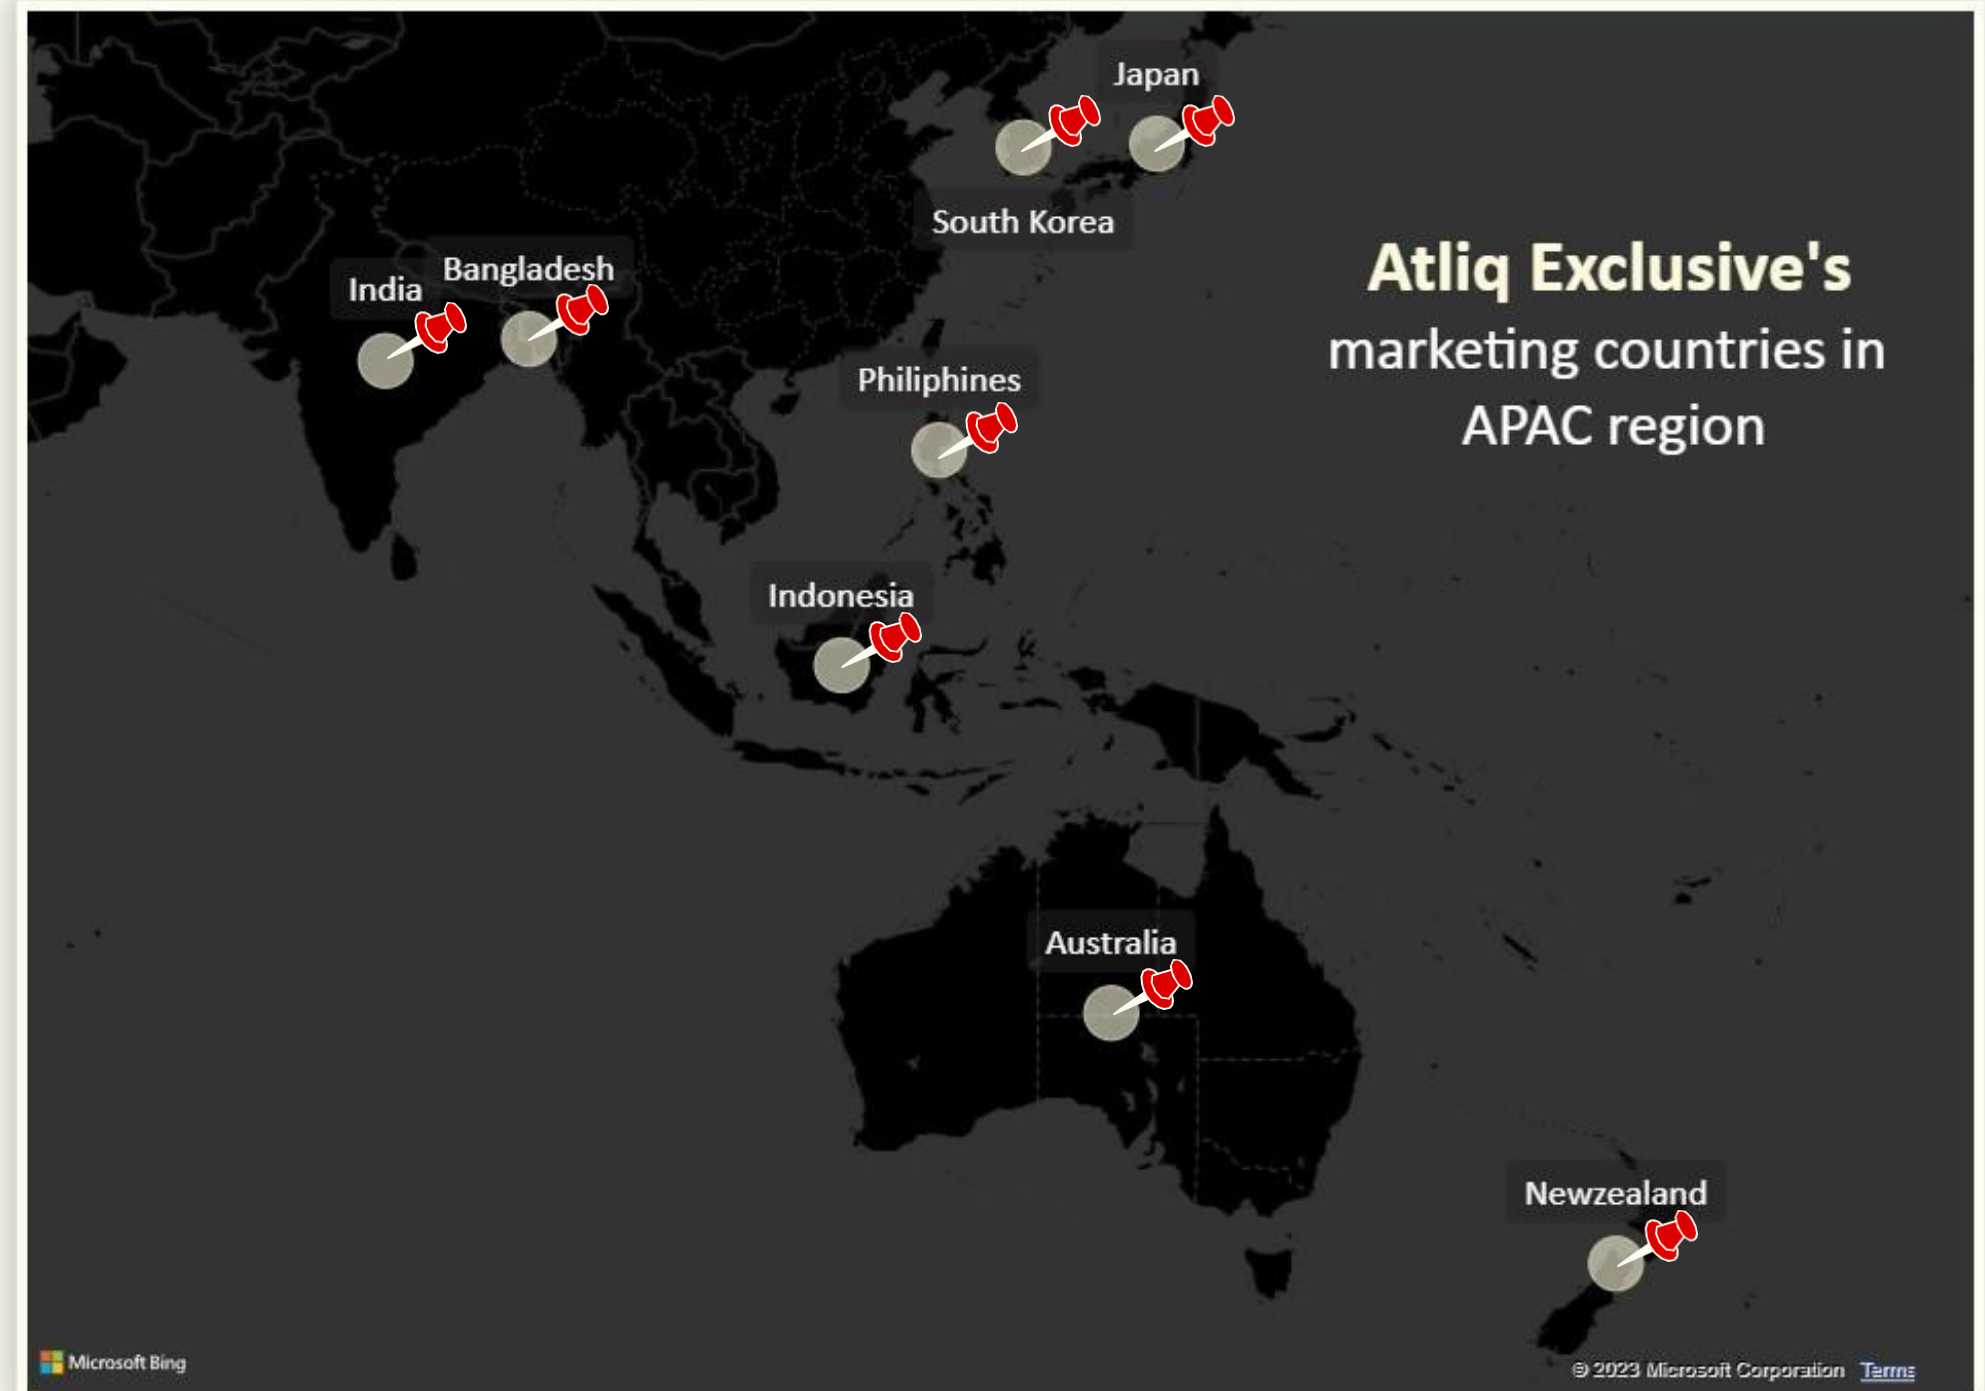 Japan
South Korea
India
Bangladesh
Philiphines
Indonesia
Australia
Newzealand
Atliq Exclusive's
marketing countries in
APAC region
Microsoft Bing
© 2023 Microsoft Corporation Terms